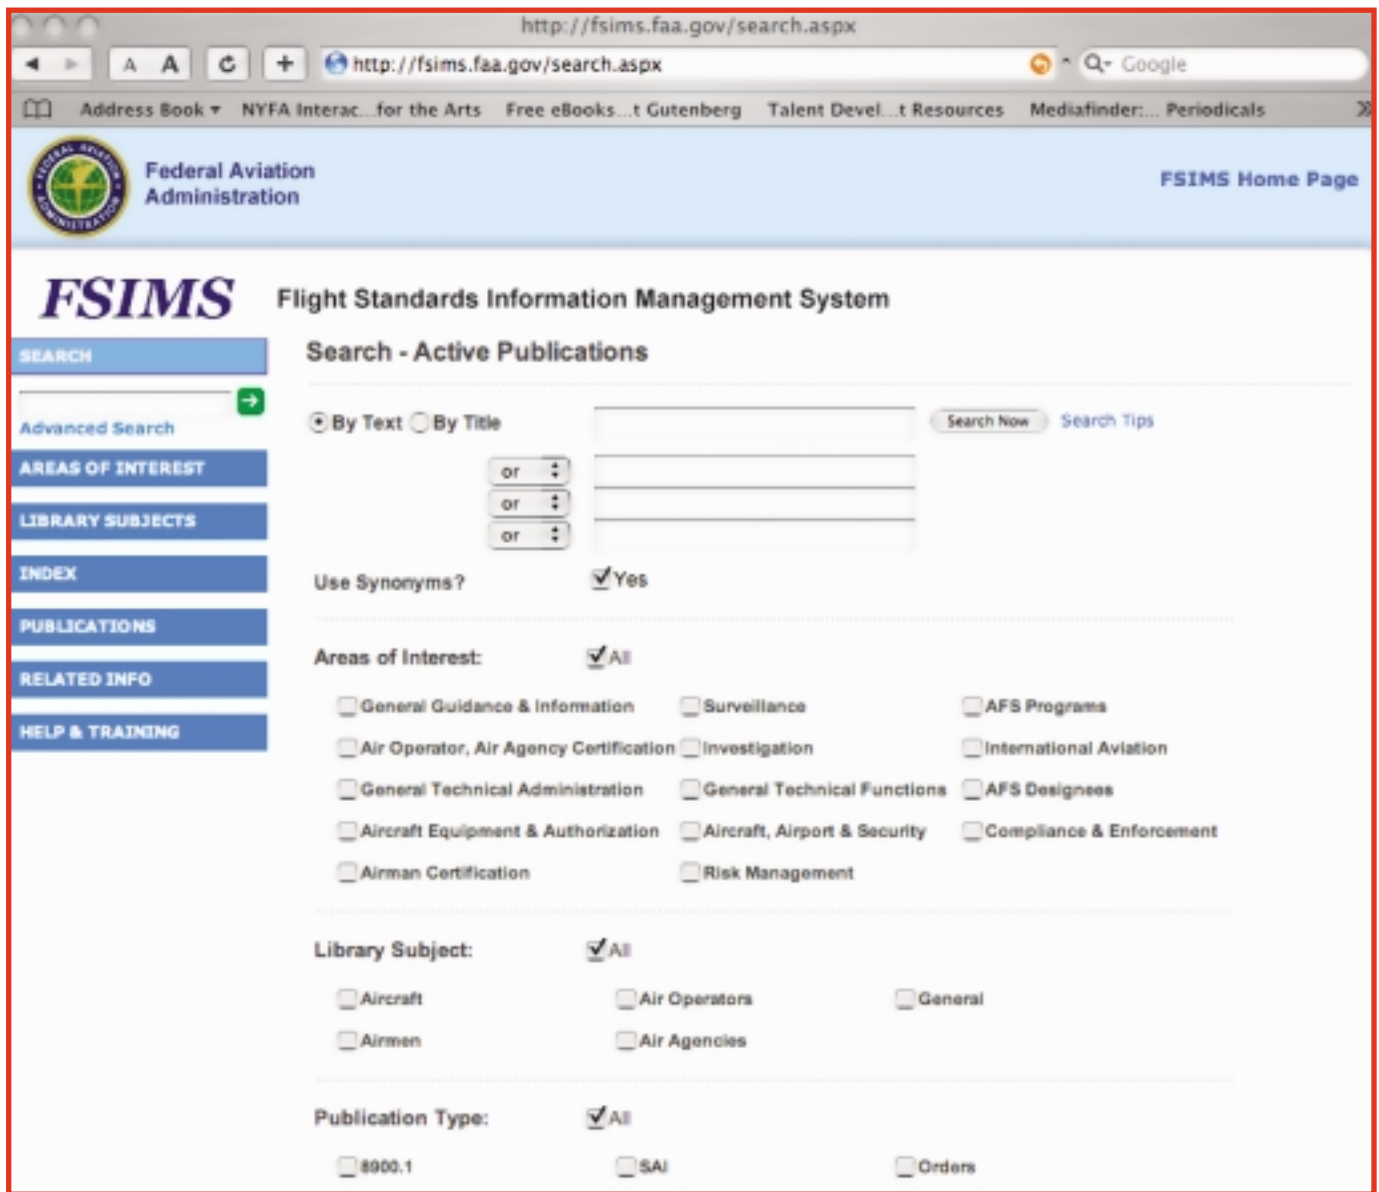 http://fsims.faa.gov/search.aspx
A A + http://fsims.faa.gov/search.aspx Google
Address Book NYFA Interac...for the Arts Free eBooks...t Gutenberg Talent Devel...t Resources Mediafinder:... Periodicals
Federal Aviation
Administration
FSIMS Home Page
FEDERAL AVIATION ADMINISTRATION
FSIMS Flight Standards Information Management System
SEARCH
Advanced Search
AREAS OF INTEREST
LIBRARY SUBJECTS
INDEX
PUBLICATIONS
RELATED INFO
HELP & TRAINING
Search - Active Publications
By Text By Title Search Now Search Tips
or
or
or
Use Synonyms? Yes
Areas of Interest: All
General Guidance & Information Surveillance AFS Programs
Air Operator, Air Agency Certification Investigation International Aviation
General Technical Administration General Technical Functions AFS Designees
Aircraft Equipment & Authorization Aircraft, Airport & Security Compliance & Enforcement
Airman Certification Risk Management
Library Subject: All
Aircraft Air Operators General
Airmen Air Agencies
Publication Type: All
8900.1 SAI Orders